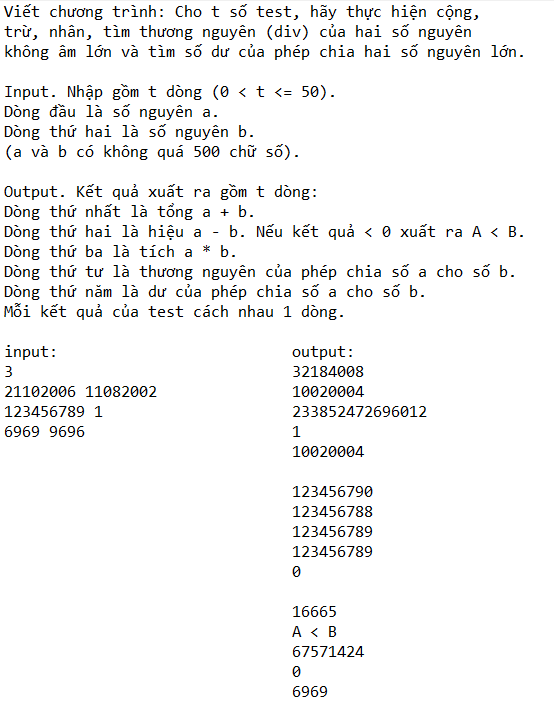 Viết chương trình: Cho t số test, hãy thực hiện cộng,
trừ, nhân, tìm thương nguyên (div) của hai số nguyên
không âm lớn và tìm số dư của phép chia hai số nguyên lớn.

Input. Nhập gồm t dòng (0 < t <= 50).
Dòng đầu là số nguyên a.
Dòng thứ hai là số nguyên b.
(a và b có không quá 500 chữ số).

Output. Kết quả xuất ra gồm t dòng:
Dòng thứ nhất là tổng a + b.
Dòng thứ hai là hiệu a - b. Nếu kết quả < 0 xuất ra A < B.
Dòng thứ ba là tích a * b.
Dòng thứ tư là thương nguyên của phép chia số a cho số b.
Dòng thứ năm là dư của phép chia số a cho số b.
Mỗi kết quả của test cách nhau 1 dòng.

input:
3
21102006 11082002
123456789 1
6969 9696

output:
32184008
10020004
233852472696012
1
10020004

123456790
123456788
123456789
123456789
0

16665
A < B
67571424
0
6969